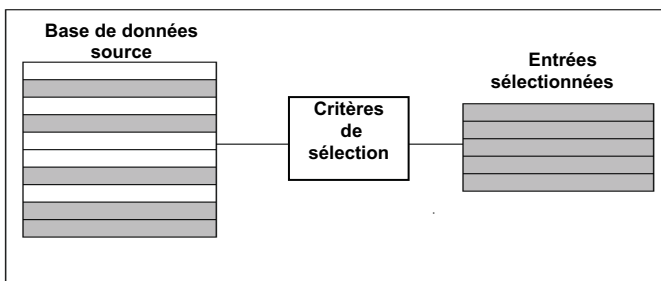 Base de données
source
Critères
de
sélection
Entrées
sélectionnées